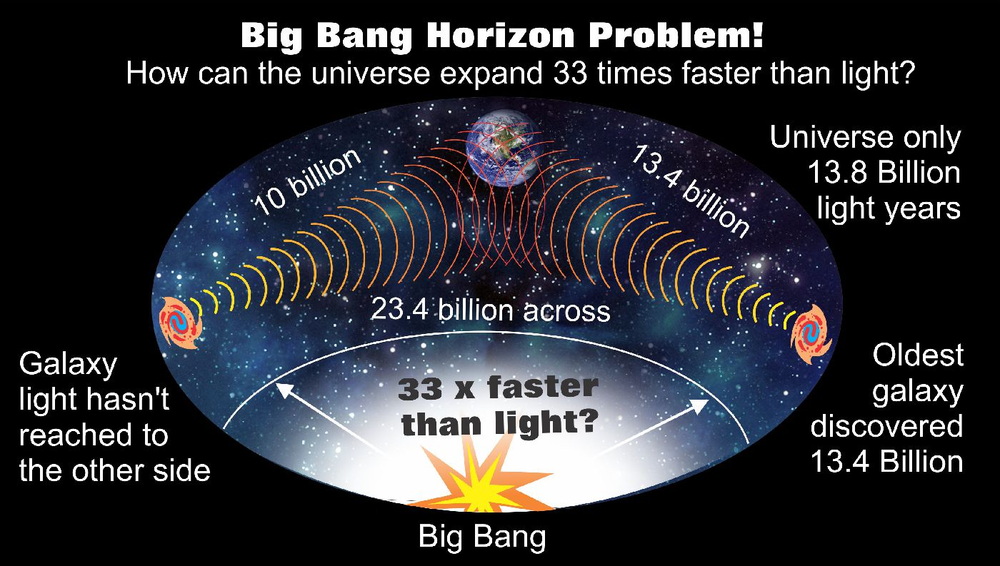 Big Bang Horizon Problem!
How can the universe expand 33 times faster than light?
10 billion
13.4 billion
Universe only
13.8 Billion
light years
23.4 billion across
Galaxy
light hasn't
reached to
the other side
33 x faster
than light?
Oldest
galaxy
discovered
13.4 Billion
Big Bang